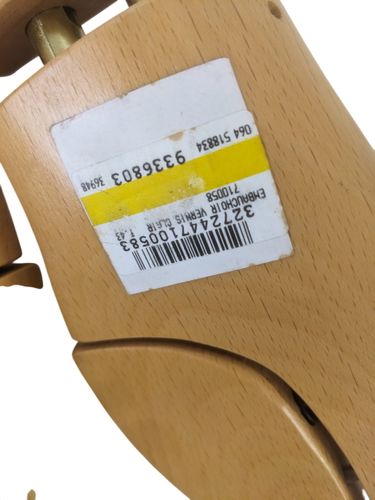 3272447100583
EMBAUCHOIR VERNIS CLAIR T.43
710058
9336803 36948
064 518834